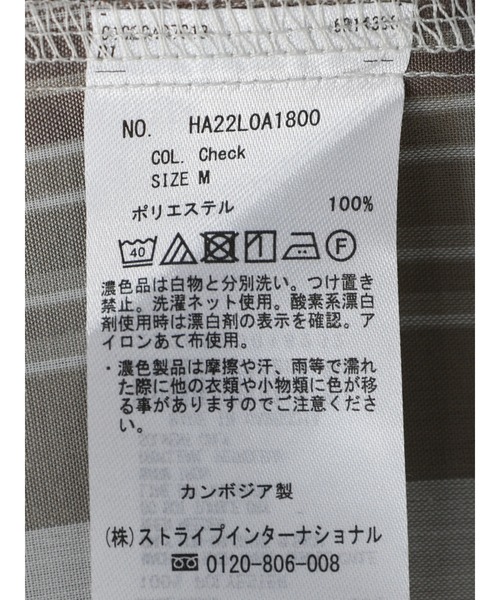 NO. HA22L0A1800
COL. Check
SIZE M
ポリエステル 100%
40 F
濃色品は白物と分別洗い。つけ置き
禁止。洗濯ネット使用。酸素系漂白
剤使用時は漂白剤の表示を確認。ア
イロンあて布使用。
・濃色製品は摩擦や汗、雨等で濡れ
た際に他の衣類や小物類に色が移
る事がありますのでご注意くださ
い。
カンボジア製
(株)ストライプインターナショナル
0120-806-008